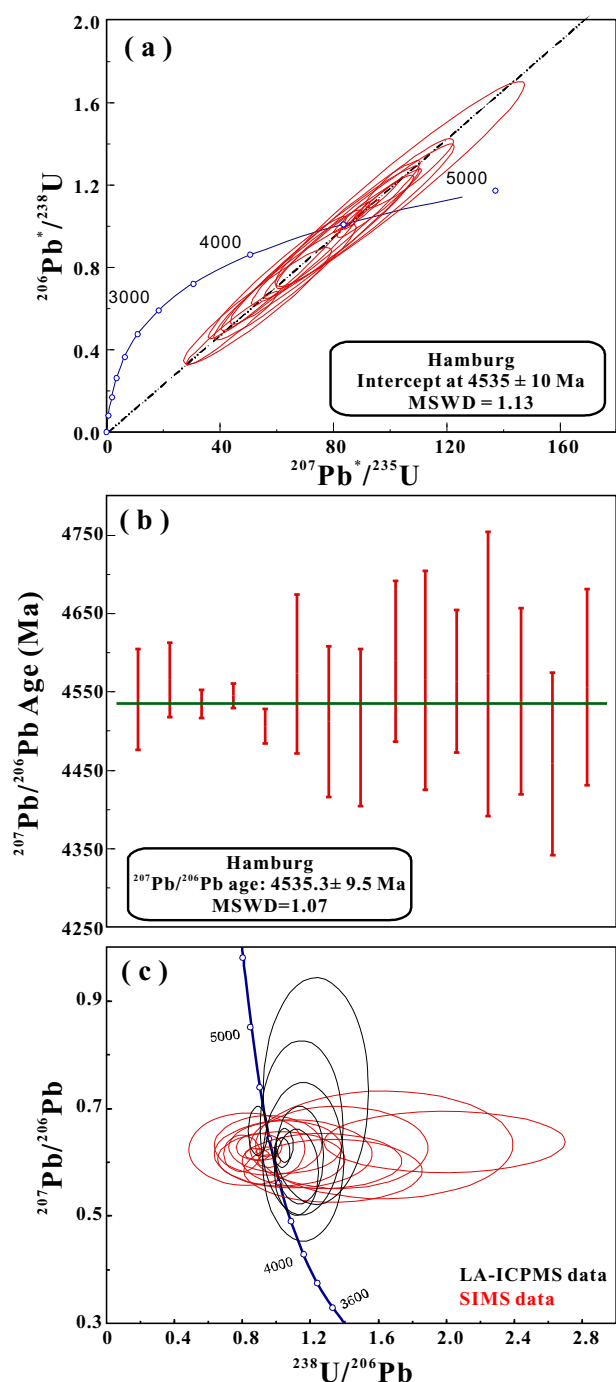 ( a )
2.0
1.6
1.2
0.8
0.4
0.0
²⁰⁶Pb*/²³⁸U
3000
4000
5000
Hamburg
Intercept at 4535 ± 10 Ma
MSWD = 1.13
0 40 80 120 160
²⁰⁷Pb*/²³⁵U
( b )
4750
4650
4550
4450
4350
4250
²⁰⁷Pb/²⁰⁶Pb Age (Ma)
Hamburg
²⁰⁷Pb/²⁰⁶Pb age: 4535.3± 9.5 Ma
MSWD=1.07
( c )
0.9
0.7
0.5
0.3
²⁰⁷Pb/²⁰⁶Pb
5000
4000
3600
LA-ICPMS data
SIMS data
0 0.4 0.8 1.2 1.6 2.0 2.4 2.8
²³⁸U/²⁰⁶Pb